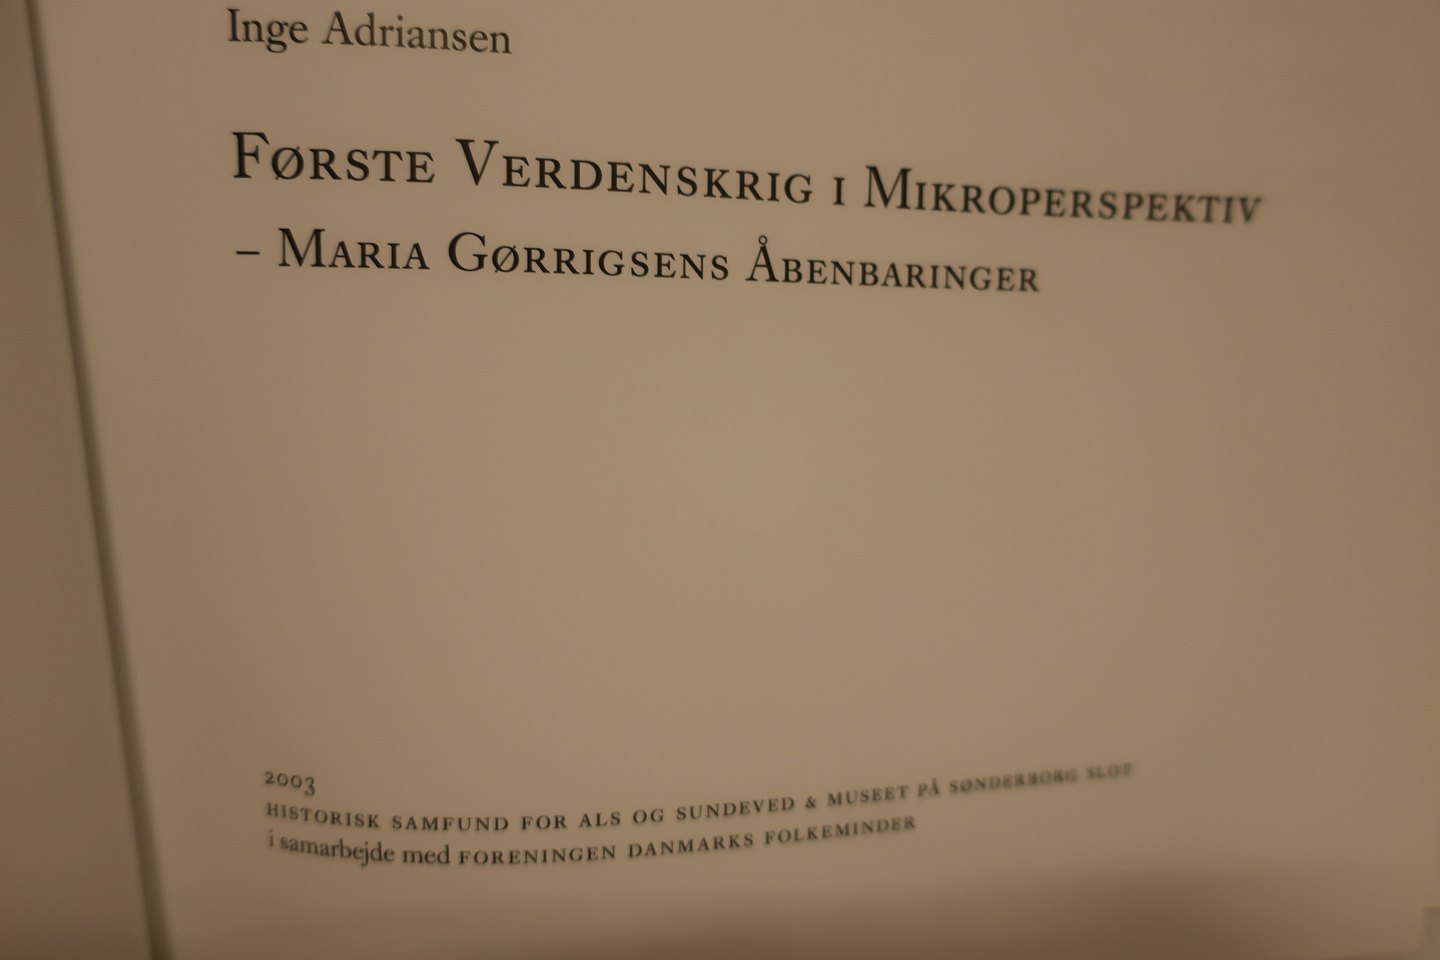 Inge Adriansen
Første Verdenskrig i Mikroperspektiv
– Maria Gørrigsens Åbenbaringer
2003
HISTORISK SAMFUND FOR ALS OG SUNDEVED & MUSEET PÅ SØNDERBORG SLOT
i samarbejde med FORENINGEN DANMARKS FOLKEMINDER